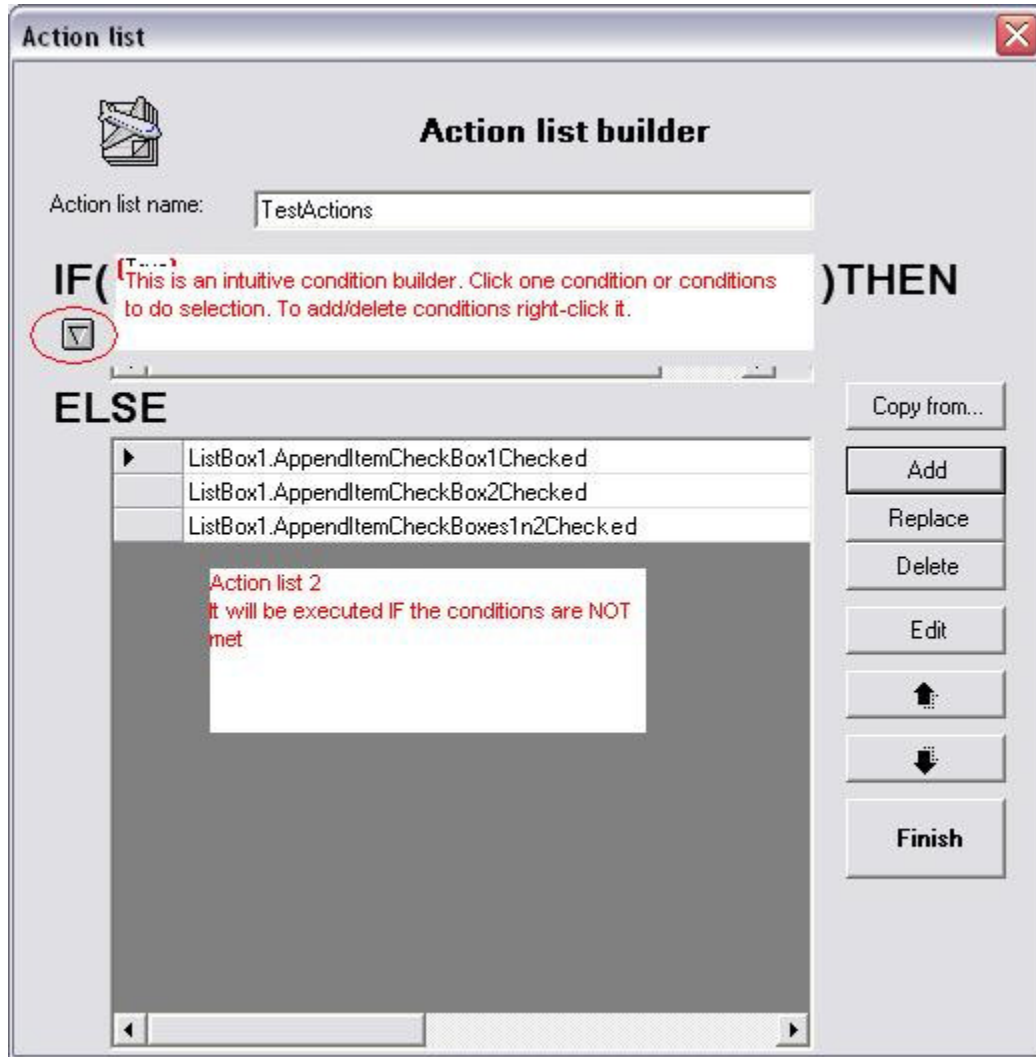 Action list
Action list builder
Action list name:
TestActions
IF(
This is an intuitive condition builder. Click one condition or conditions
to do selection. To add/delete conditions right-click it.
)THEN
ELSE
Copy from...
ListBox1.AppendItemCheckBox1Checked
ListBox1.AppendItemCheckBox2Checked
ListBox1.AppendItemCheckBoxes1n2Checked
Add
Replace
Delete
Action list 2
It will be executed IF the conditions are NOT
met
Edit
Finish